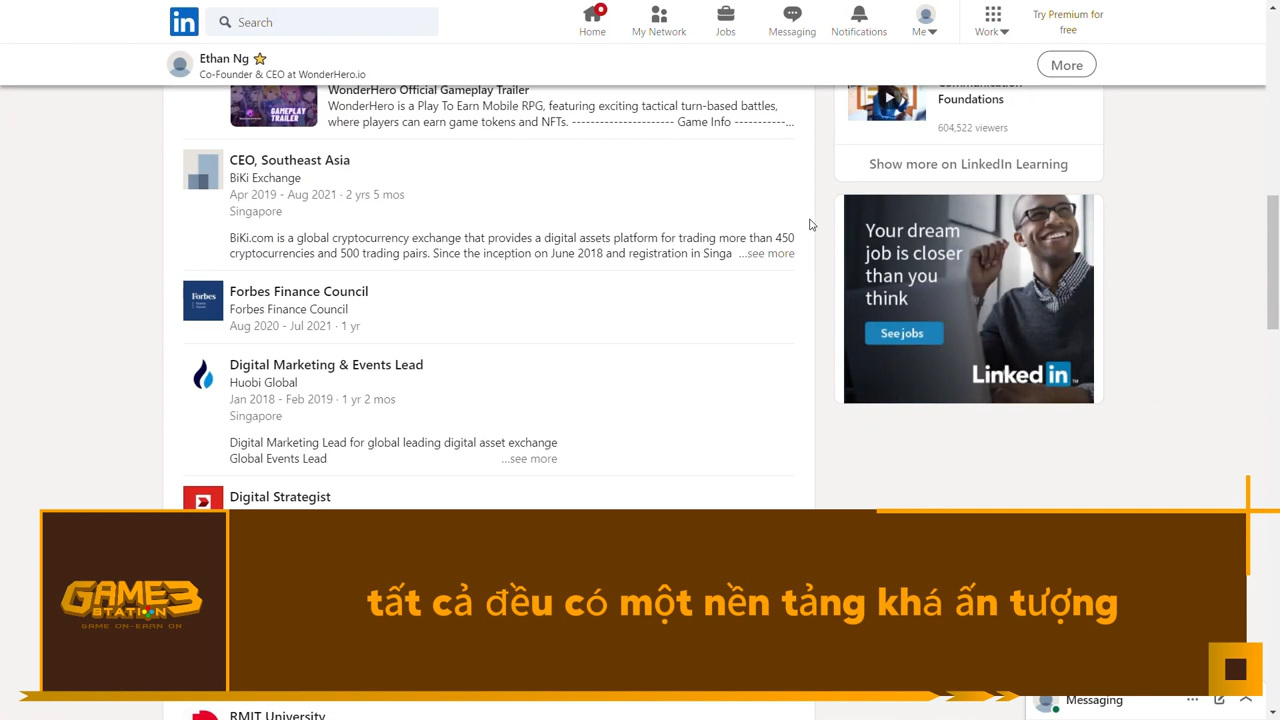 in
Search
Home
My Network
Jobs
Messaging
Notifications
Me
Work
Try Premium for
free
Ethan Ng
Co-Founder & CEO at WonderHero.io
More
WonderHero Official Gameplay Trailer
WonderHero is a Play To Earn Mobile RPG, featuring exciting tactical turn-based battles,
where players can earn game tokens and NFTs. ---------------------- Game Info -----------…
GAMEPLAY
TRAILER
CEO, Southeast Asia
BiKi Exchange
Apr 2019 - Aug 2021 · 2 yrs 5 mos
Singapore
BiKi.com is a global cryptocurrency exchange that provides a digital assets platform for trading more than 450
cryptocurrencies and 500 trading pairs. Since the inception on June 2018 and registration in Singa …see more
Forbes
Forbes Finance Council
Forbes Finance Council
Aug 2020 - Jul 2021 · 1 yr
Digital Marketing & Events Lead
Huobi Global
Jan 2018 - Feb 2019 · 1 yr 2 mos
Singapore
Digital Marketing Lead for global leading digital asset exchange
Global Events Lead …see more
Digital Strategist
Communication
Foundations
604,522 viewers
Show more on LinkedIn Learning
Your dream
job is closer
than you
think
See jobs
Linked in
GAME3
STATION
GAME ON-EARN ON
tất cả đều có một nền tảng khá ấn tượng
RMIT University
Messaging